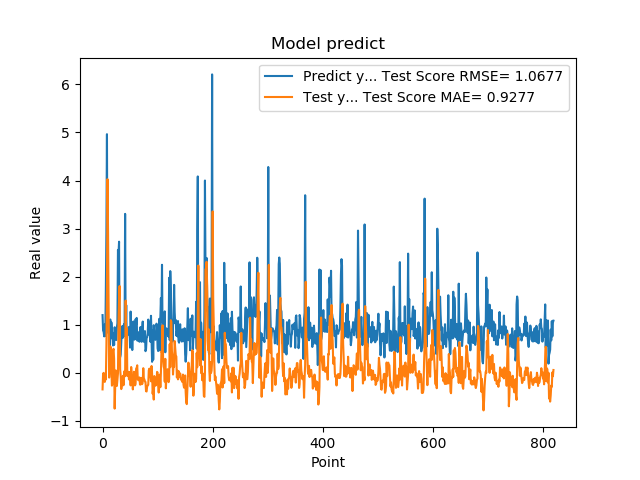 Model predict
Predict y... Test Score RMSE= 1.0677
Test y... Test Score MAE= 0.9277
6
5
4
3
2
1
0
−1
Real value
0 200 400 600 800
Point